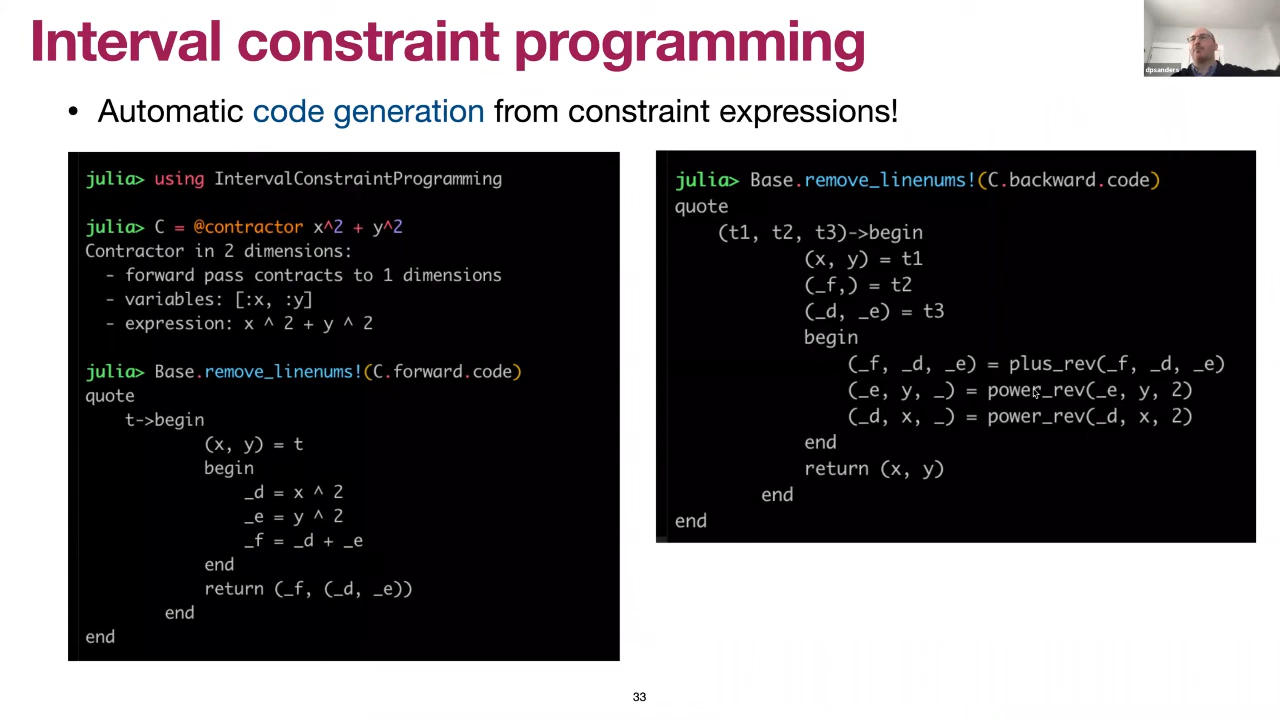 Interval constraint programming
dpsanders
• Automatic code generation from constraint expressions!
julia> using IntervalConstraintProgramming
julia> C = @contractor x^2 + y^2
Contractor in 2 dimensions:
- forward pass contracts to 1 dimensions
- variables: [:x, :y]
- expression: x ^ 2 + y ^ 2
julia> Base.remove_linenums!(C.forward.code)
quote
t->begin
(x, y) = t
begin
_d = x ^ 2
_e = y ^ 2
_f = _d + _e
end
return (_f, (_d, _e))
end
end
julia> Base.remove_linenums!(C.backward.code)
quote
(t1, t2, t3)->begin
(x, y) = t1
(_f,) = t2
(_d, _e) = t3
begin
(_f, _d, _e) = plus_rev(_f, _d, _e)
(_e, y, _) = power_rev(_e, y, 2)
(_d, x, _) = power_rev(_d, x, 2)
end
return (x, y)
end
end
33